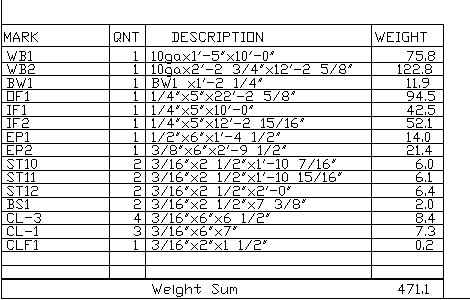 MARK QNT DESCRIPTION WEIGHT
WB1 1 10gax1'-5"x10'-0" 75.8
WB2 1 10gax2'-2 3/4"x12'-2 5/8" 122.8
BW1 1 BW1 x1'-2 1/4" 11.9
OF1 1 1/4"x5"x22'-2 5/8" 94.5
IF1 1 1/4"x5"x10'-0" 42.5
IF2 1 1/4"x5"x12'-2 15/16" 52.1
EP1 1 1/2"x6"x1'-4 1/2" 14.0
EP2 1 3/8"x6"x2'-9 1/2" 21.4
ST10 2 3/16"x2 1/2"x1'-10 7/16" 6.0
ST11 2 3/16"x2 1/2"x1'-10 15/16" 6.1
ST12 2 3/16"x2 1/2"x2'-0" 6.4
BS1 2 3/16"x2 1/2"x7 3/8" 2.0
CL-3 4 3/16"x6"x6 1/2" 8.4
CL-1 3 3/16"x6"x7" 7.3
CLF1 1 3/16"x2"x1 1/2" 0.2
Weight Sum 471.1